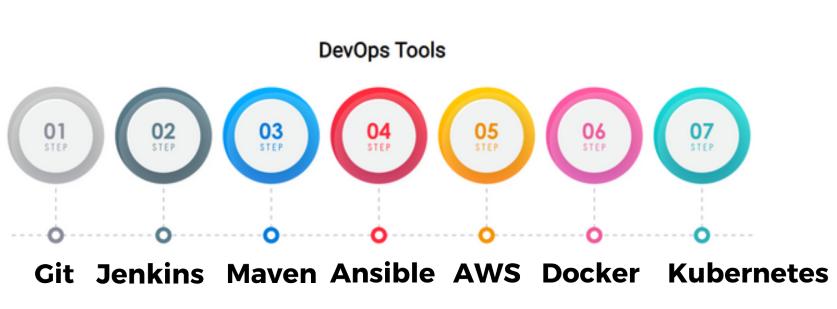 DevOps Tools
01 02 03 04 05 06 07
STEP STEP STEP STEP STEP STEP STEP
Git Jenkins Maven Ansible AWS Docker Kubernetes